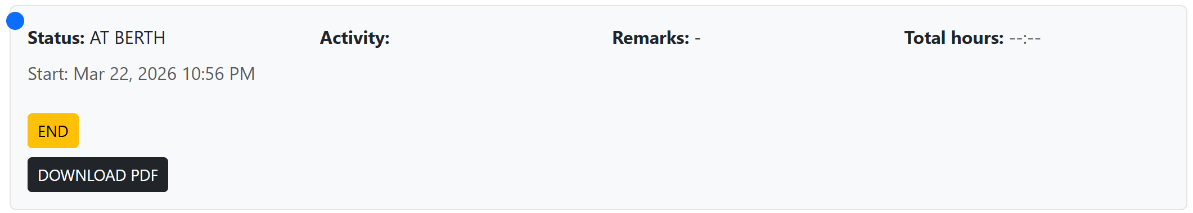 Status: AT BERTH Activity: Remarks: - Total hours: --:--
Start: Mar 22, 2026 10:56 PM
END
DOWNLOAD PDF